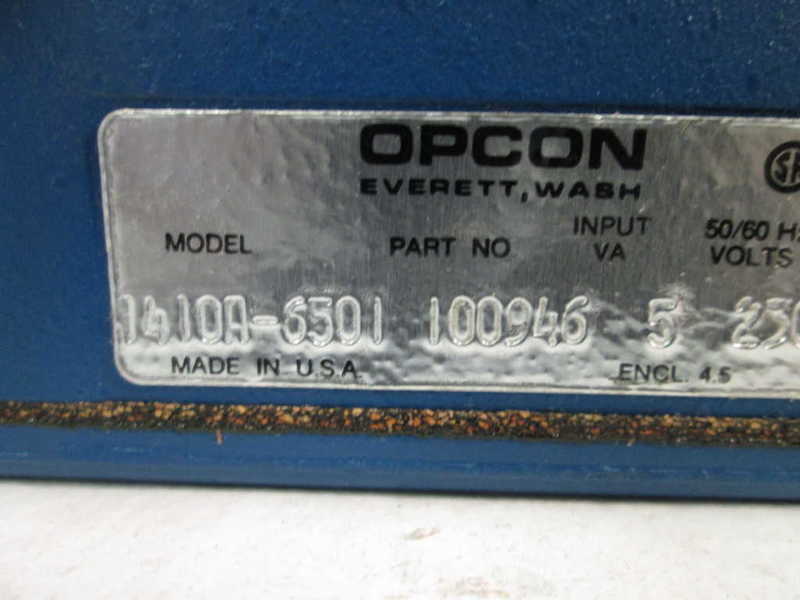 OPCON
EVERETT, WASH
MODEL PART NO INPUT VA 50/60 H VOLTS
1410A-6501 100946 5 230
MADE IN U.S.A. ENCL. 4.5